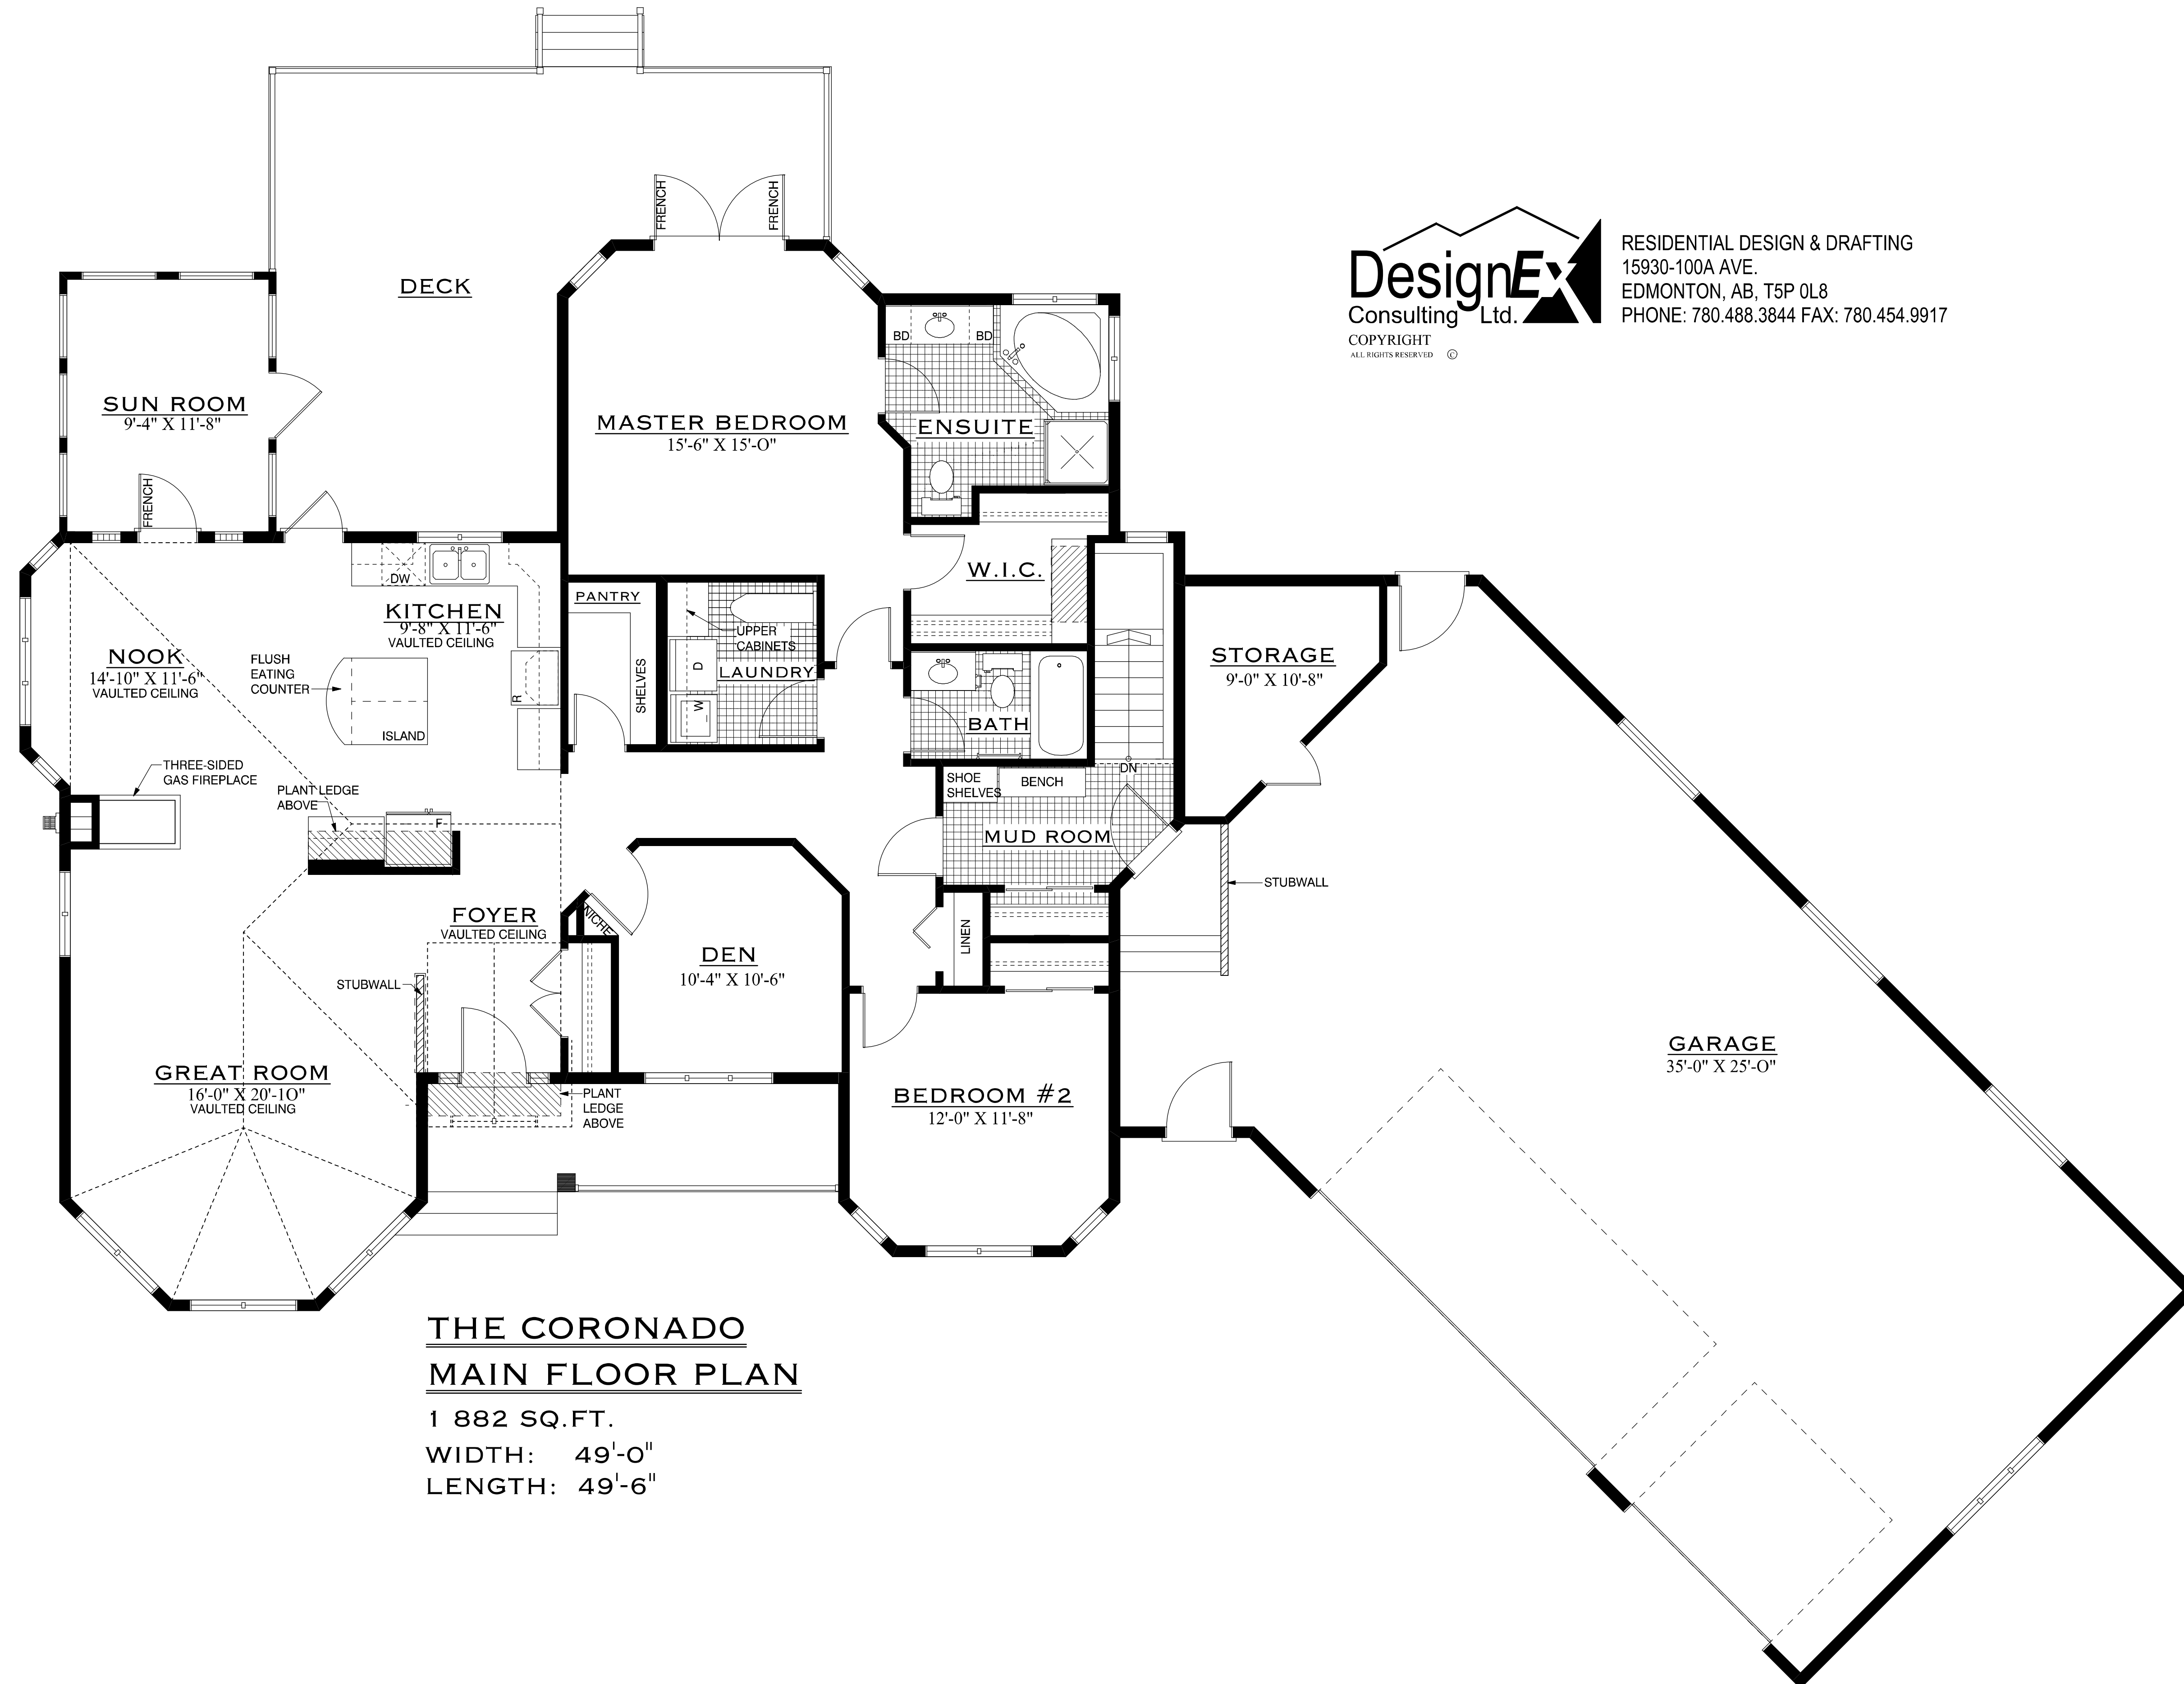 FRENCH
FRENCH
DECK
SUN ROOM
9'-4" X 11'-8"
FRENCH
MASTER BEDROOM
15'-6" X 15'-0"
BD
BD
ENSUITE
W.I.C.
DesignEx
Consulting Ltd.
COPYRIGHT
ALL RIGHTS RESERVED ©
RESIDENTIAL DESIGN & DRAFTING
15930-100A AVE.
EDMONTON, AB, T5P 0L8
PHONE: 780.488.3844 FAX: 780.454.9917
DW
KITCHEN
9'-8" X 11'-6"
VAULTED CEILING
NOOK
14'-10" X 11'-6"
VAULTED CEILING
FLUSH
EATING
COUNTER
ISLAND
R
PANTRY
SHELVES
UPPER
CABINETS
D
LAUNDRY
W
BATH
STORAGE
9'-0" X 10'-8"
DN
THREE-SIDED
GAS FIREPLACE
PLANT LEDGE
ABOVE
F
SHOE
SHELVES
BENCH
MUD ROOM
STUBWALL
FOYER
VAULTED CEILING
NICHE
LINEN
DEN
10'-4" X 10'-6"
STUBWALL
GREAT ROOM
16'-0" X 20'-10"
VAULTED CEILING
PLANT
LEDGE
ABOVE
BEDROOM #2
12'-0" X 11'-8"
GARAGE
35'-0" X 25'-0"
THE CORONADO
MAIN FLOOR PLAN
1 882 SQ.FT.
WIDTH: 49'-0"
LENGTH: 49'-6"